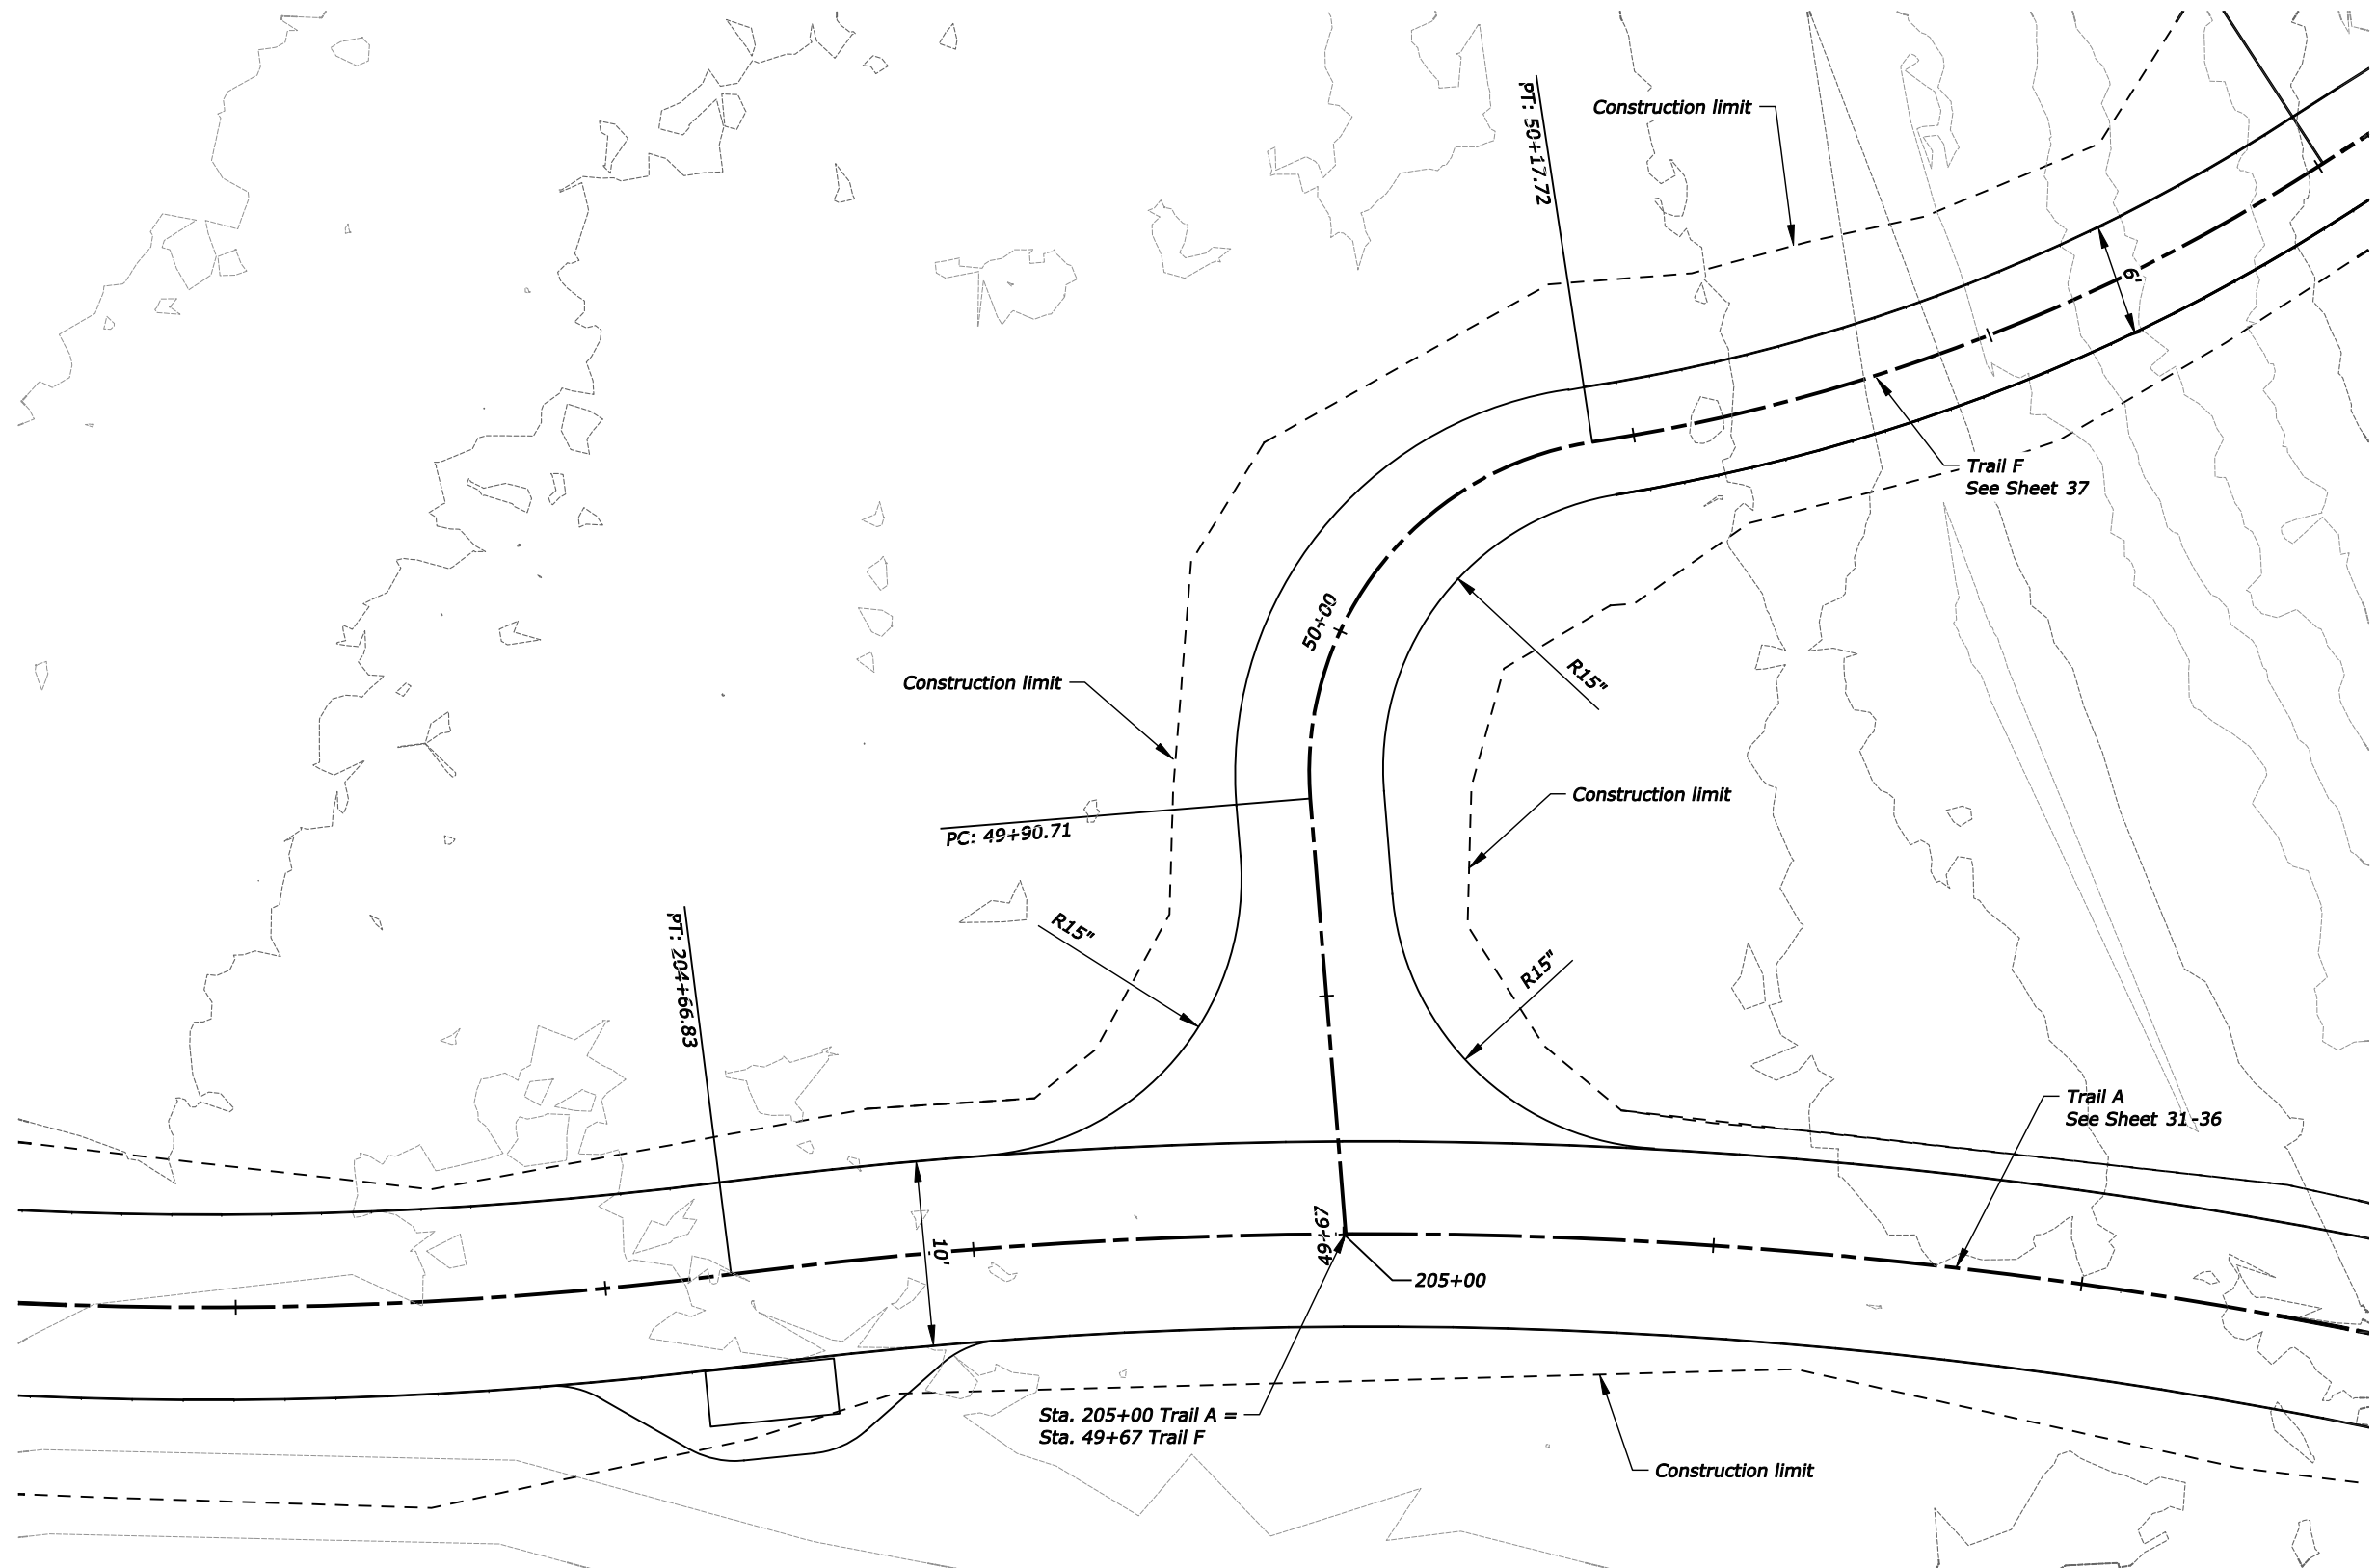 PT: 50+17.72
Construction limit
6'
Trail F
See Sheet 37
50+00
R15"
Construction limit
Construction limit
PC: 49+90.71
PT: 204+66.83
R15"
R15"
Trail A
See Sheet 31-36
49+67
10'
205+00
Sta. 205+00 Trail A =
Sta. 49+67 Trail F
Construction limit